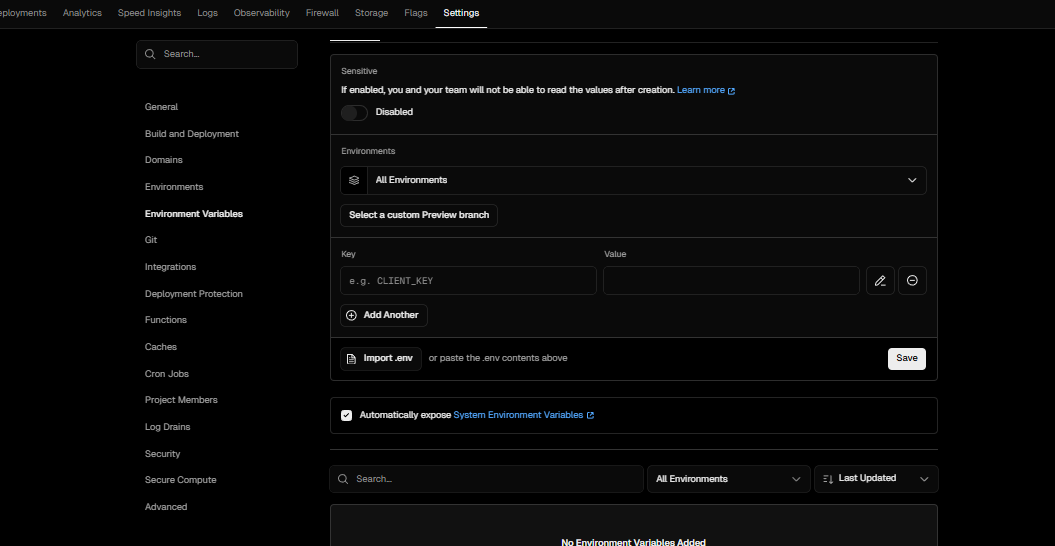 eployments Analytics Speed Insights Logs Observability Firewall Storage Flags Settings
Search...
General
Build and Deployment
Domains
Environments
Environment Variables
Git
Integrations
Deployment Protection
Functions
Caches
Cron Jobs
Project Members
Log Drains
Security
Secure Compute
Advanced
Sensitive
If enabled, you and your team will not be able to read the values after creation. Learn more
Disabled
Environments
All Environments
Select a custom Preview branch
Key Value
e.g. CLIENT_KEY
Add Another
Import .env or paste the .env contents above Save
Automatically expose System Environment Variables
Search... All Environments Last Updated
No Environment Variables Added